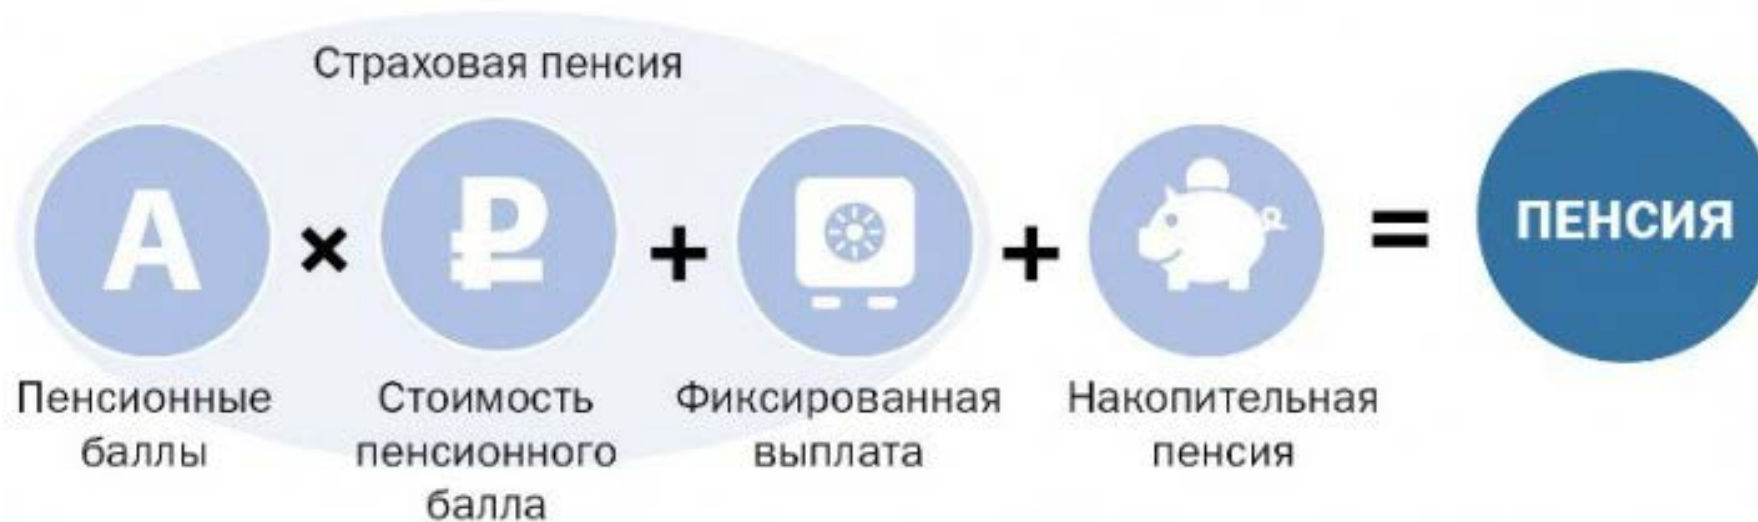 Страховая пенсия
А × ₽ + + = ПЕНСИЯ
Пенсионные
баллы
Стоимость
пенсионного
балла
Фиксированная
выплата
Накопительная
пенсия